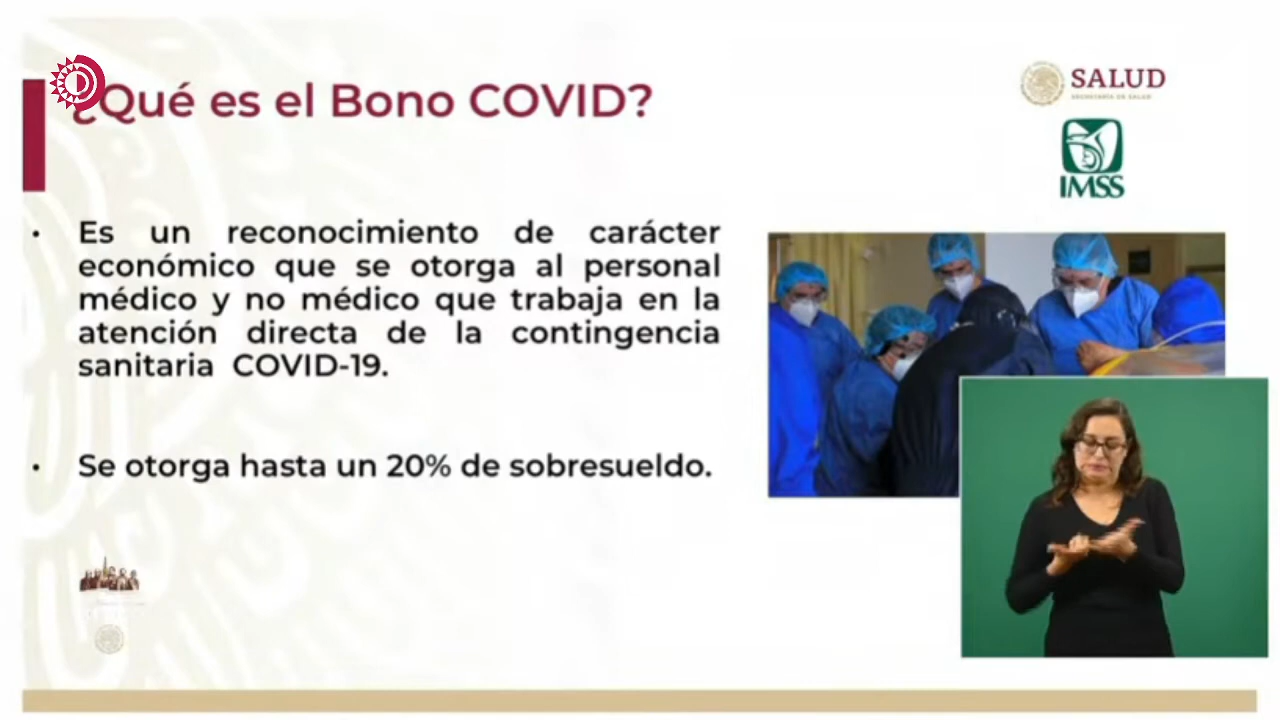 ¿Qué es el Bono COVID?
SALUD
SECRETARÍA DE SALUD
IMSS
• Es un reconocimiento de carácter
económico que se otorga al personal
médico y no médico que trabaja en la
atención directa de la contingencia
sanitaria COVID-19.
• Se otorga hasta un 20% de sobresueldo.